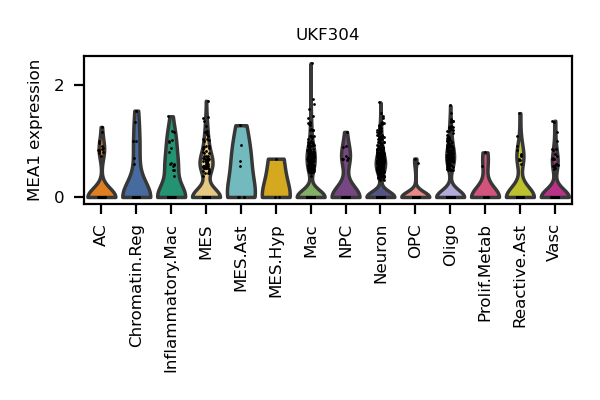 UKF304
MEA1 expression
2
0
AC
Chromatin.Reg
Inflammatory.Mac
MES
MES.Ast
MES.Hyp
Mac
NPC
Neuron
OPC
Oligo
Prolif.Metab
Reactive.Ast
Vasc